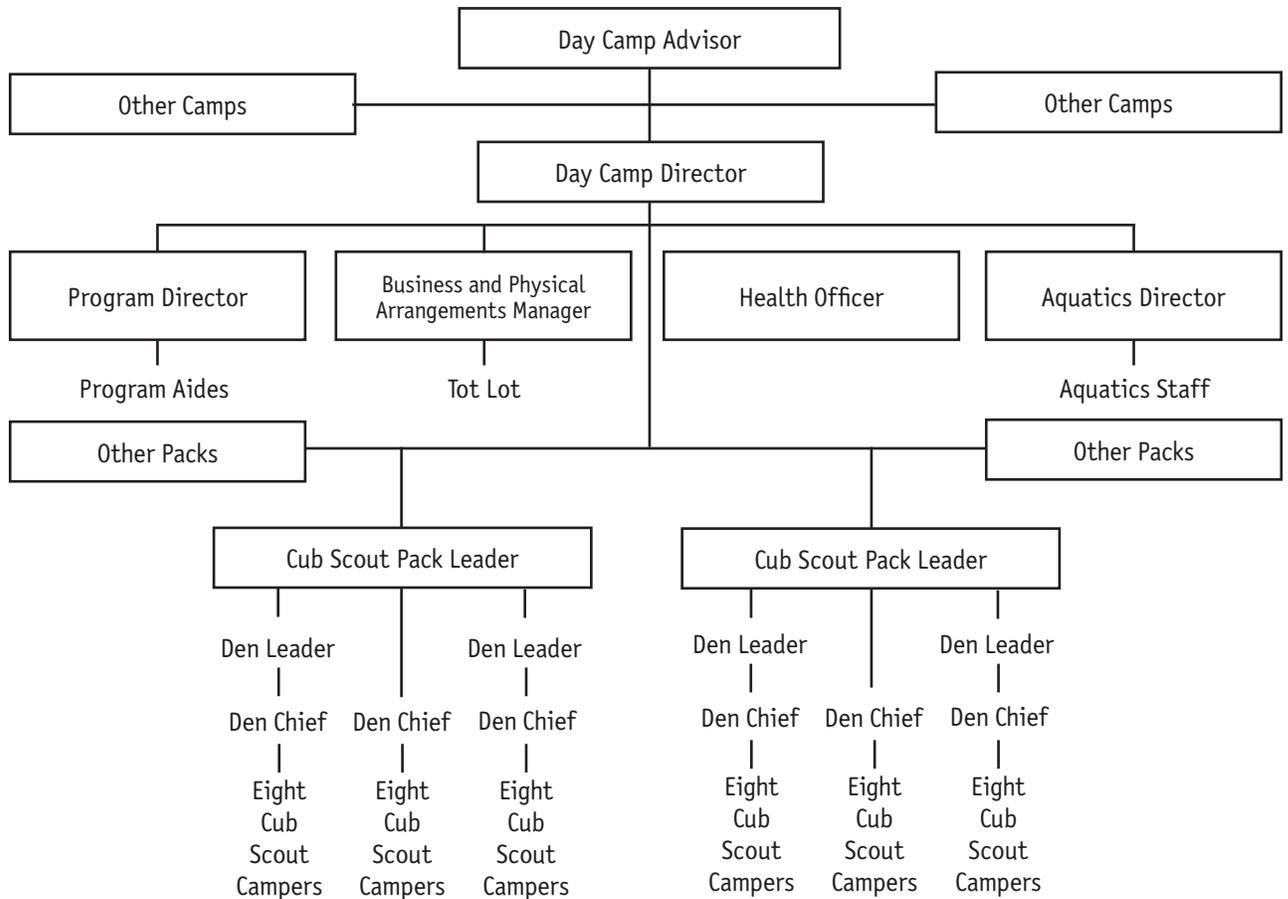 Day Camp Advisor
Other Camps
Other Camps
Day Camp Director
Program Director
Business and Physical
Arrangements Manager
Health Officer
Aquatics Director
Program Aides
Tot Lot
Aquatics Staff
Other Packs
Other Packs
Cub Scout Pack Leader
Cub Scout Pack Leader
Den Leader
Den Leader
Den Leader
Den Leader
Den Chief
Den Chief
Den Chief
Den Chief
Den Chief
Den Chief
Eight
Cub
Scout
Campers
Eight
Cub
Scout
Campers
Eight
Cub
Scout
Campers
Eight
Cub
Scout
Campers
Eight
Cub
Scout
Campers
Eight
Cub
Scout
Campers